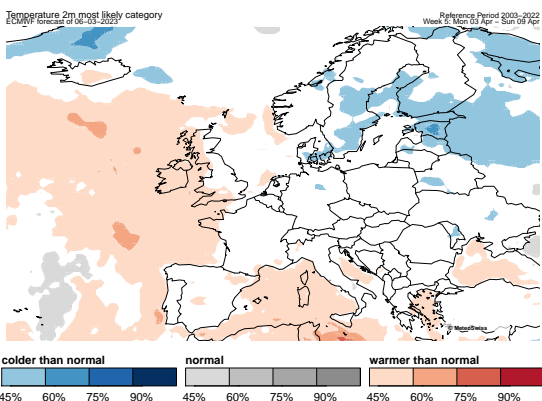 Temperature 2m most likely category
ECMWF forecast of 06-03-2023
Reference Period 2003-2022
Week 5: Mon 03 Apr - Sun 09 Apr
© MeteoSwiss
colder than normal
normal
warmer than normal
45% 60% 75% 90%
45% 60% 75% 90%
45% 60% 75% 90%